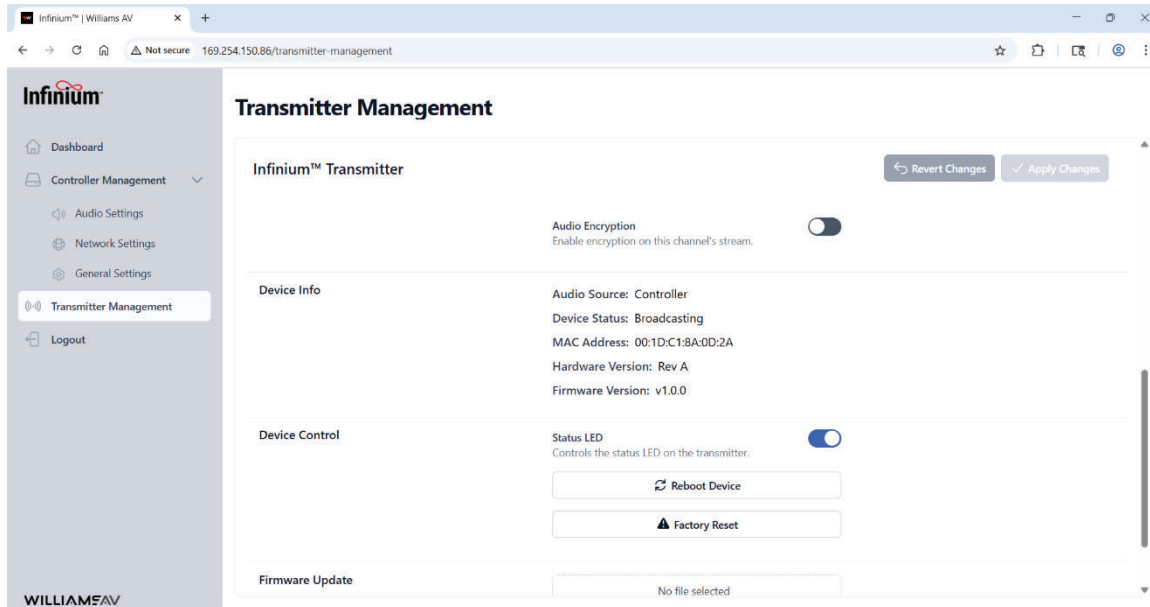 Infinium™ | Williams AV
Not secure 169.254.150.86/transmitter-management
Infinium
Transmitter Management
Dashboard
Controller Management
Audio Settings
Network Settings
General Settings
Transmitter Management
Logout
WILLIAMSAV
Infinium™ Transmitter
Revert Changes
Apply Changes
Audio Encryption
Enable encryption on this channel's stream.
Device Info
Audio Source: Controller
Device Status: Broadcasting
MAC Address: 00:1D:C1:8A:0D:2A
Hardware Version: Rev A
Firmware Version: v1.0.0
Device Control
Status LED
Controls the status LED on the transmitter.
Reboot Device
Factory Reset
Firmware Update
No file selected